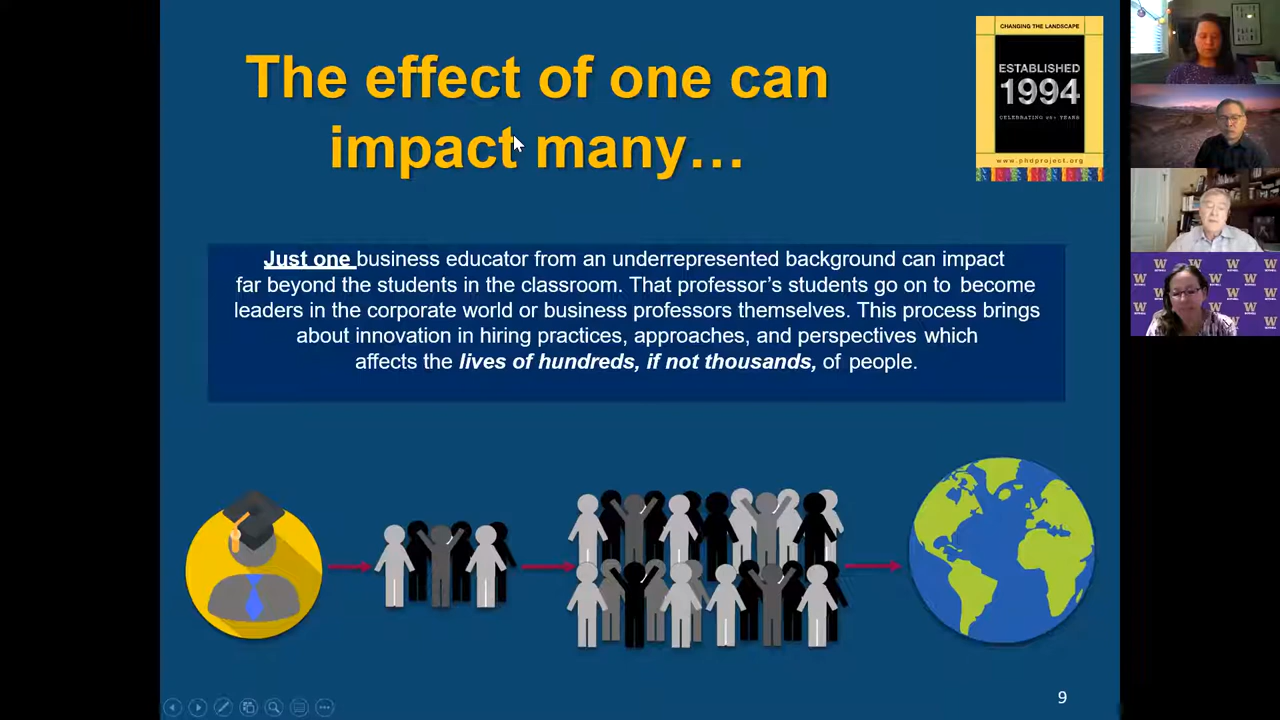 The effect of one can
impact many…
CHANGING THE LANDSCAPE
ESTABLISHED
1994
CELEBRATING 25+ YEARS
www.phdproject.org
Just one business educator from an underrepresented background can impact
far beyond the students in the classroom. That professor’s students go on to become
leaders in the corporate world or business professors themselves. This process brings
about innovation in hiring practices, approaches, and perspectives which
affects the lives of hundreds, if not thousands, of people.
9
W
W
W
W